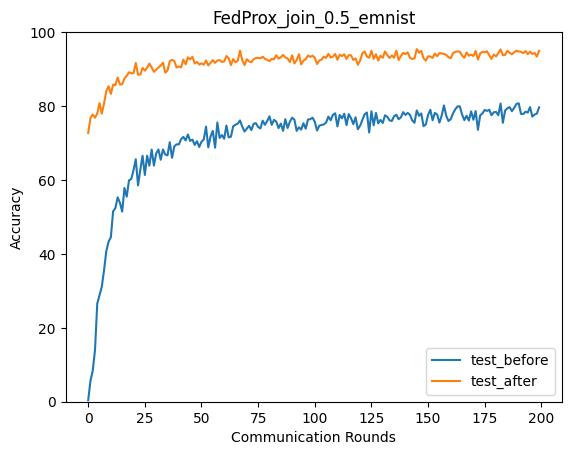 FedProx_join_0.5_emnist
100
80
60
40
20
0
Accuracy
0 25 50 75 100 125 150 175 200
Communication Rounds
test_before
test_after